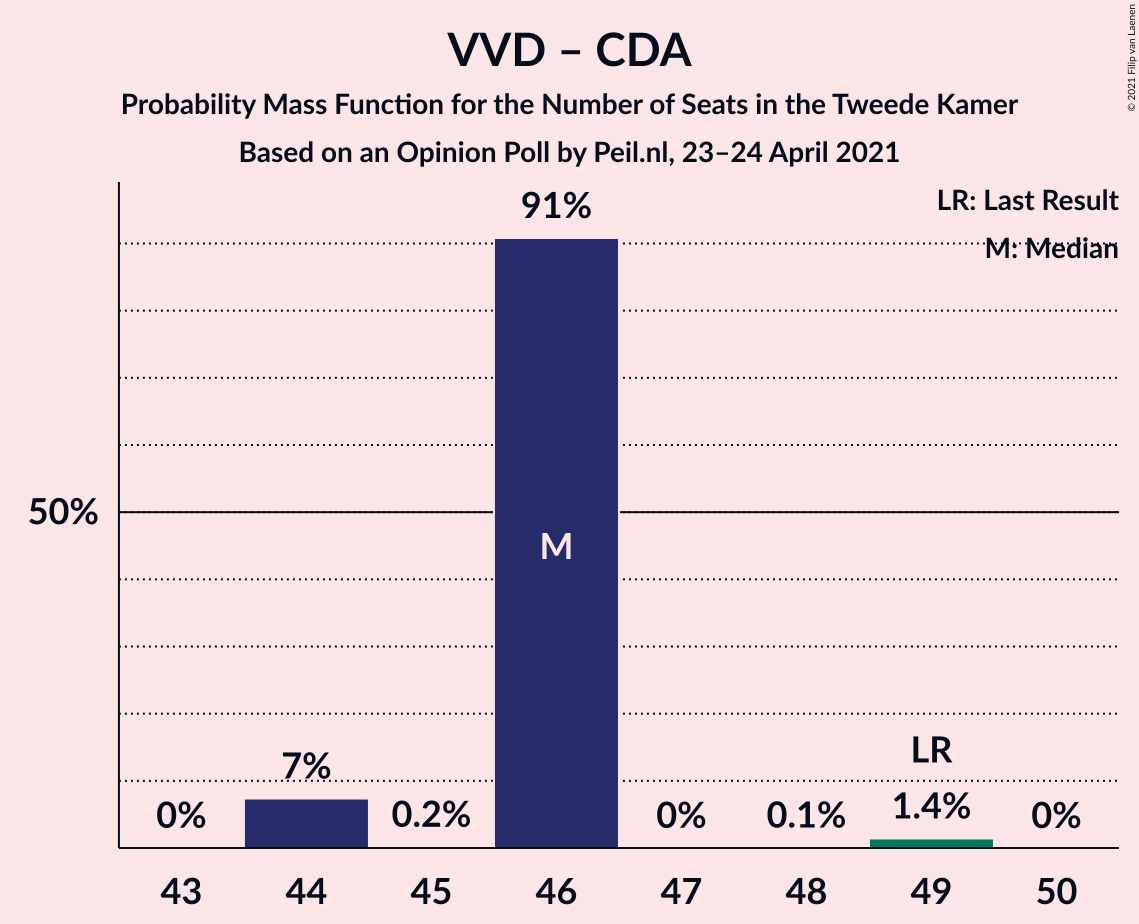 VVD – CDA
Probability Mass Function for the Number of Seats in the Tweede Kamer
Based on an Opinion Poll by Peil.nl, 23–24 April 2021
© 2021 Filip van Laenen
LR: Last Result
M: Median
91%
50%
M
LR
7%
0%
0.2%
0%
0.1%
1.4%
0%
43 44 45 46 47 48 49 50